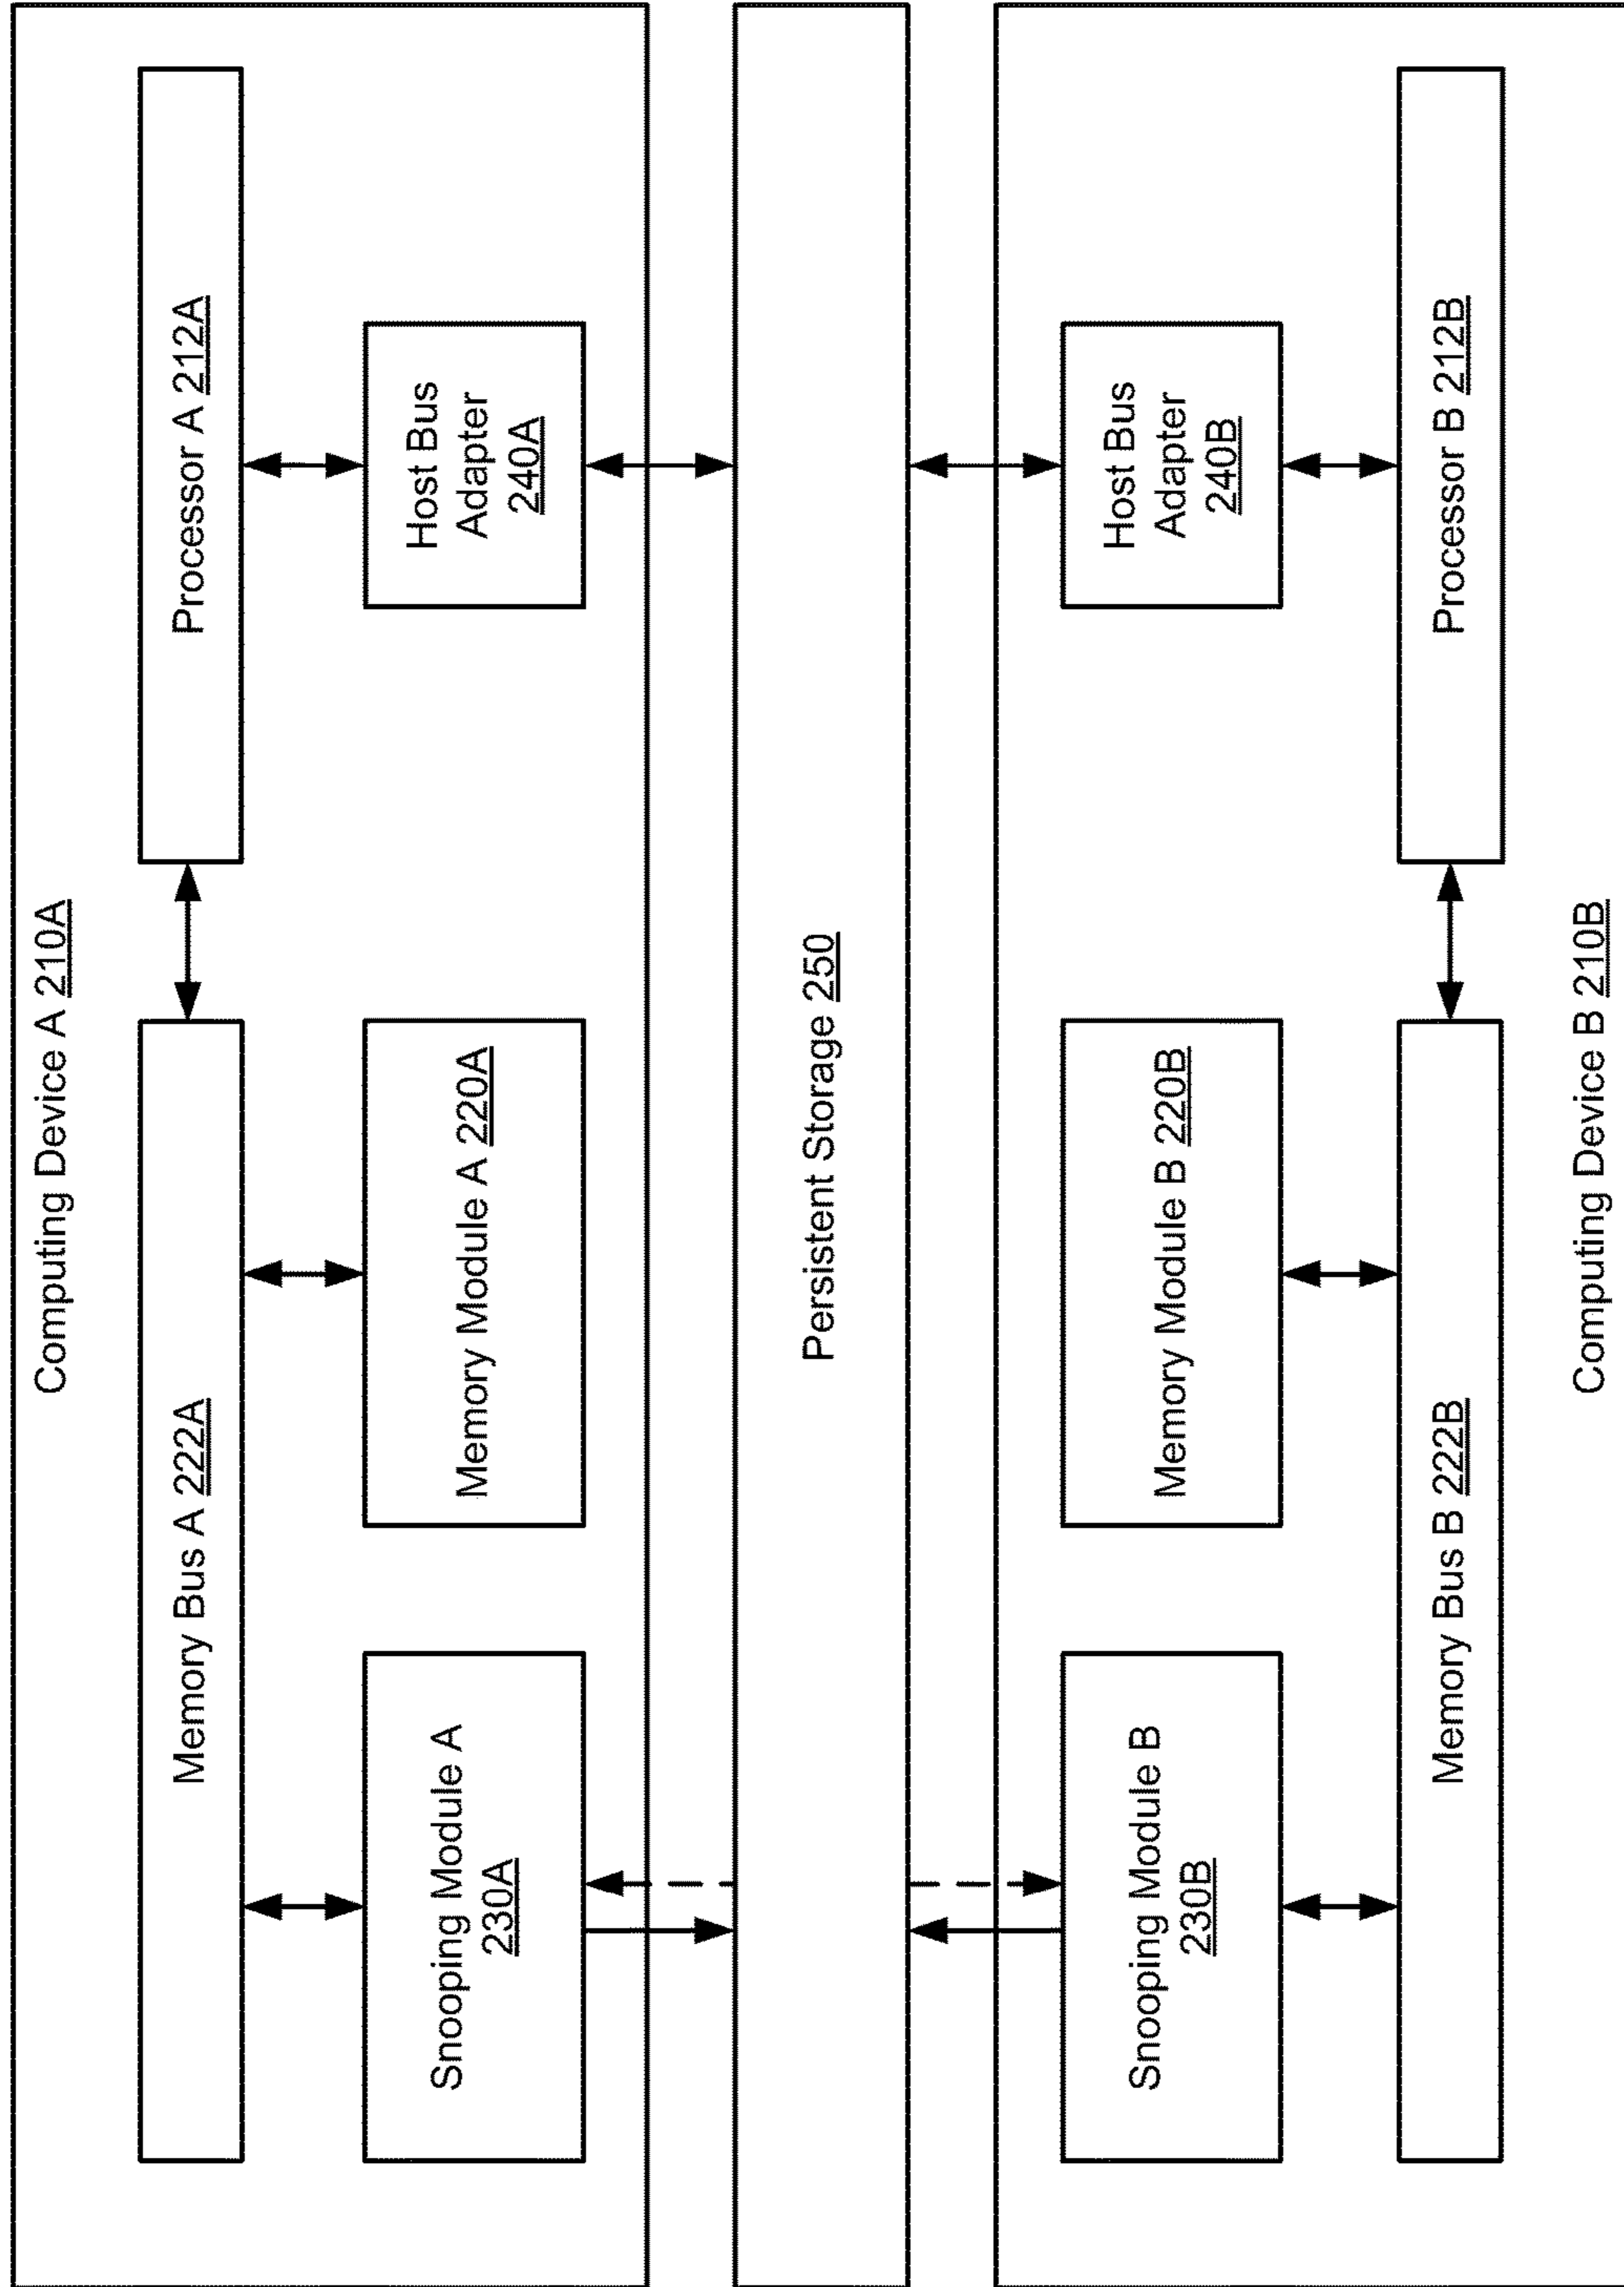 Computing Device A 210A
Memory Bus A 222A
Processor A 212A
Snooping Module A
230A
Memory Module A 220A
Host Bus
Adapter
240A
Persistent Storage 250
Snooping Module B
230B
Memory Module B 220B
Host Bus
Adapter
240B
Memory Bus B 222B
Processor B 212B
Computing Device B 210B